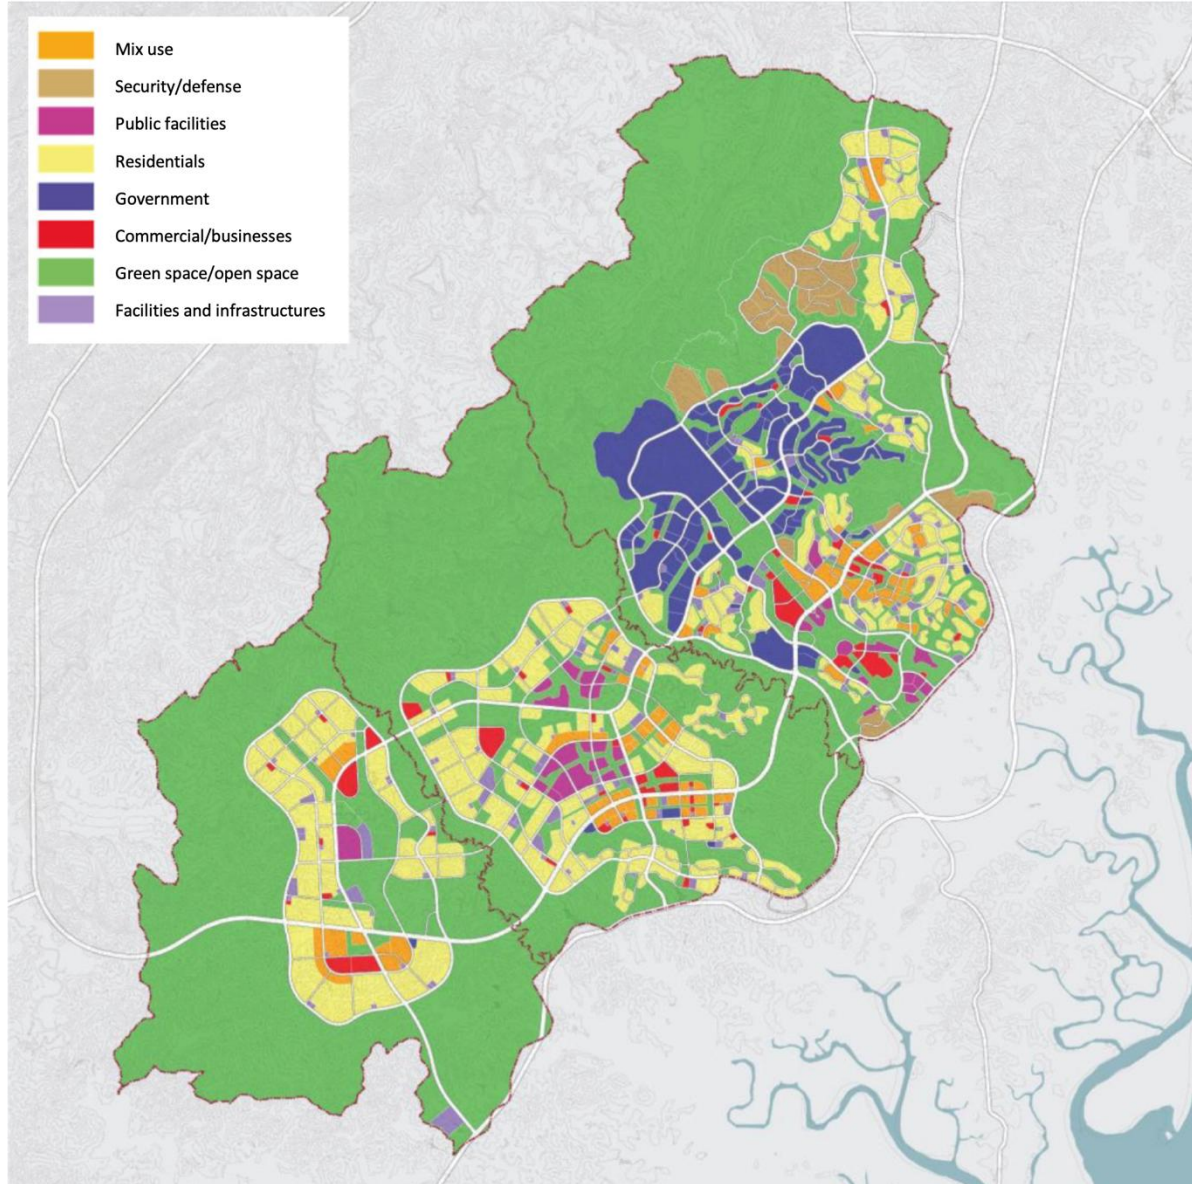 Mix use
Security/defense
Public facilities
Residentials
Government
Commercial/businesses
Green space/open space
Facilities and infrastructures